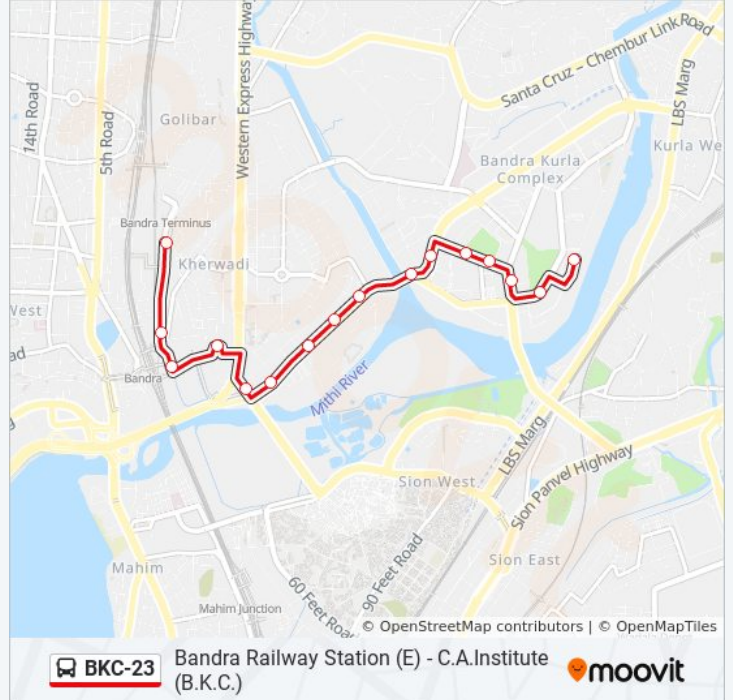 14th Road
5th Road
Western Express Highway
Golibar
Santa Cruz – Chembur Link Road
LBS Marg
Kurla We
Bandra Kurla
Complex
Bandra Terminus
Kherwadi
West
ad
Bandra
Mithi River
LBS Marg
Sion Panvel Highway
Sion West
Sion East
Mahim
Mahim Junction
60 Feet Road
90 Feet Road
© OpenStreetMap contributors | © OpenMapTiles
BKC-23
Bandra Railway Station (E) - C.A.Institute
(B.K.C.)
moovit